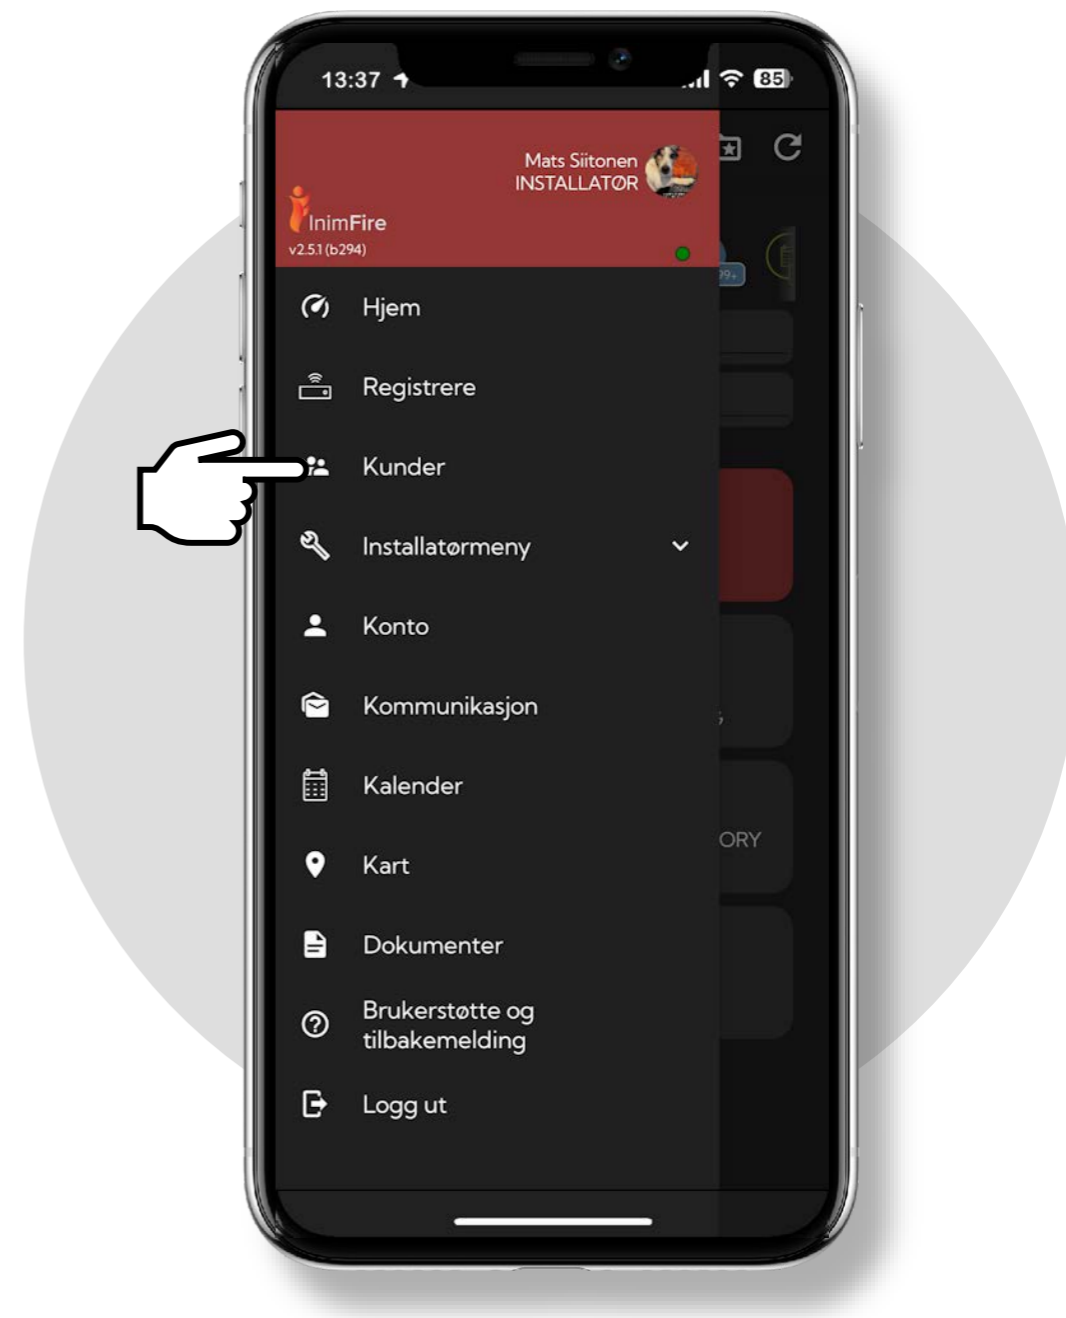 13:37
85
Mats Siitonen
INSTALLATØR
InimFire
v2.5.1 (b294)
99+
Hjem
Registrere
Kunder
Installatørmeny
Konto
Kommunikasjon
Kalender
Kart
ORY
Dokumenter
Brukerstøtte og
tilbakemelding
Logg ut